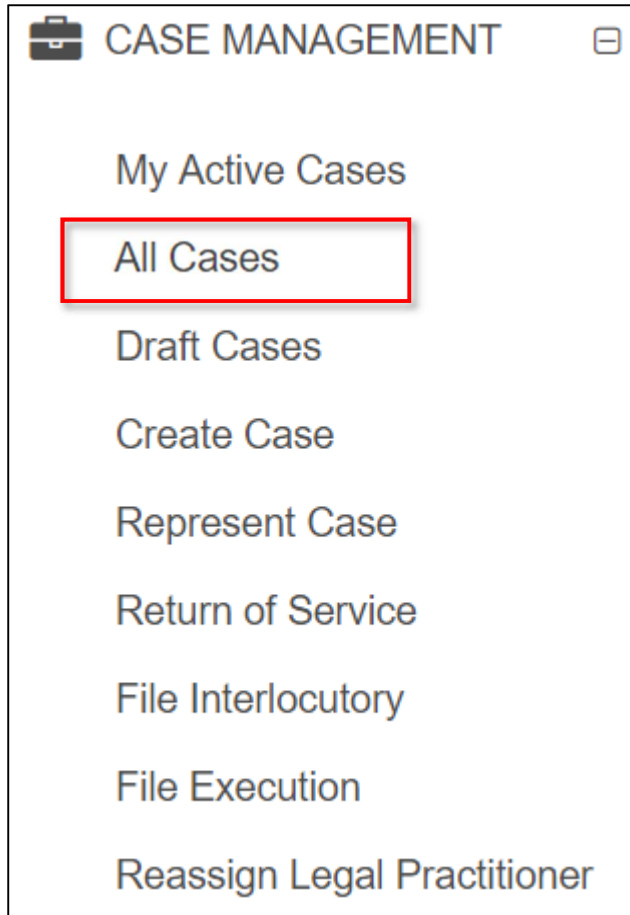 CASE MANAGEMENT
My Active Cases
All Cases
Draft Cases
Create Case
Represent Case
Return of Service
File Interlocutory
File Execution
Reassign Legal Practitioner